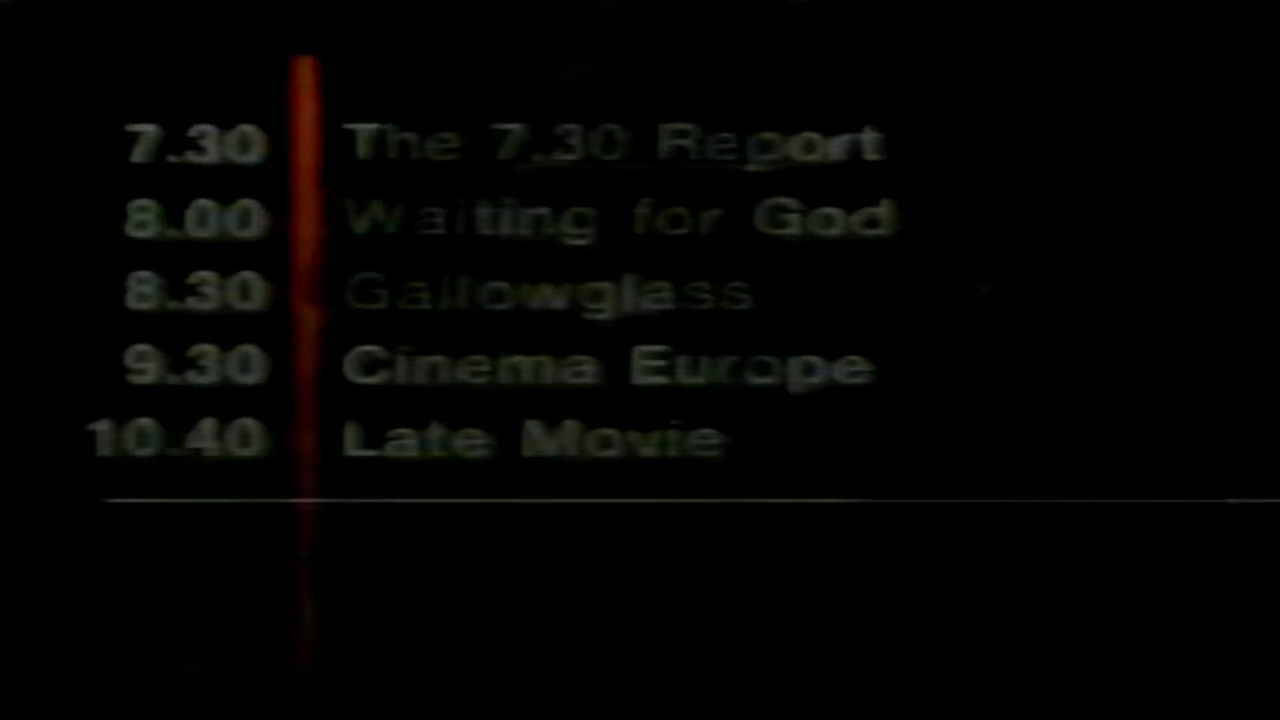 7.30 The 7.30 Report
8.00 Waiting for God
8.30 Gallowglass
9.30 Cinema Europe
10.40 Late Movie